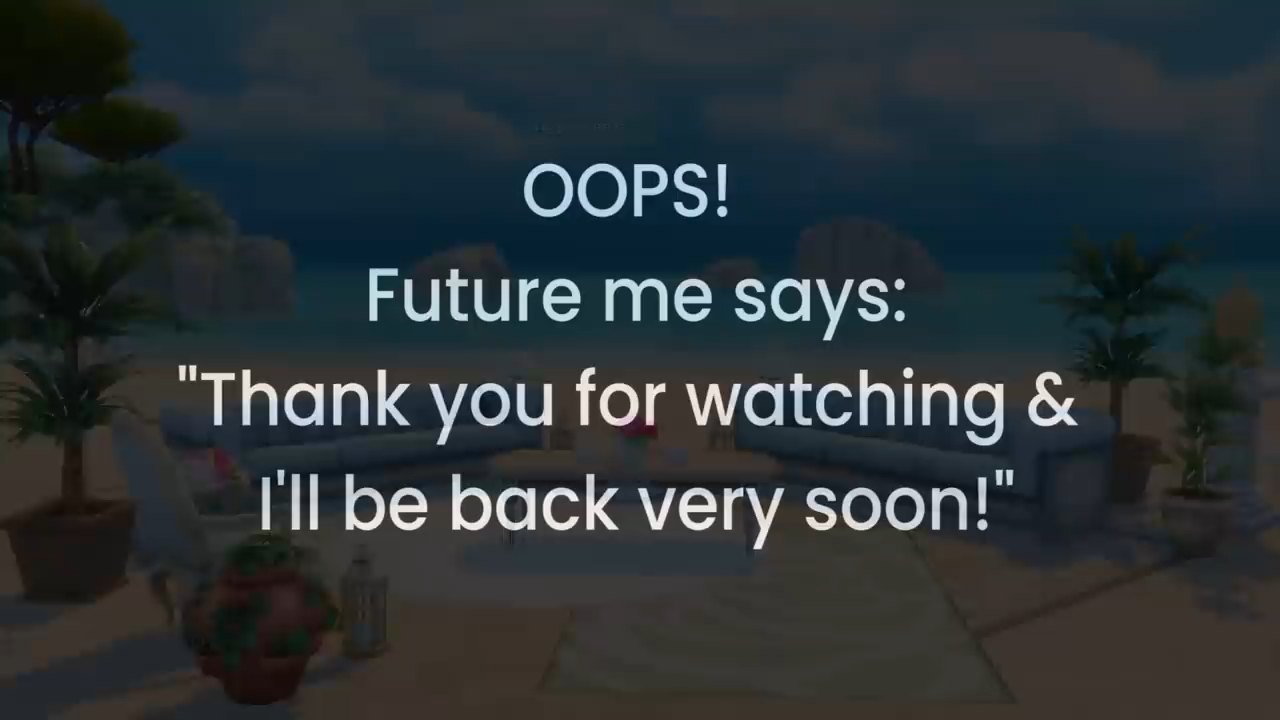 OOPS!
Future me says:
"Thank you for watching &
I'll be back very soon!"